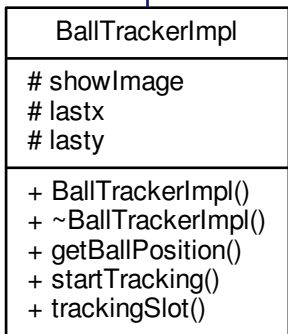 BallTrackerImpl
# showImage
# lastx
# lasty
+ BallTrackerImpl()
+ ~BallTrackerImpl()
+ getBallPosition()
+ startTracking()
+ trackingSlot()